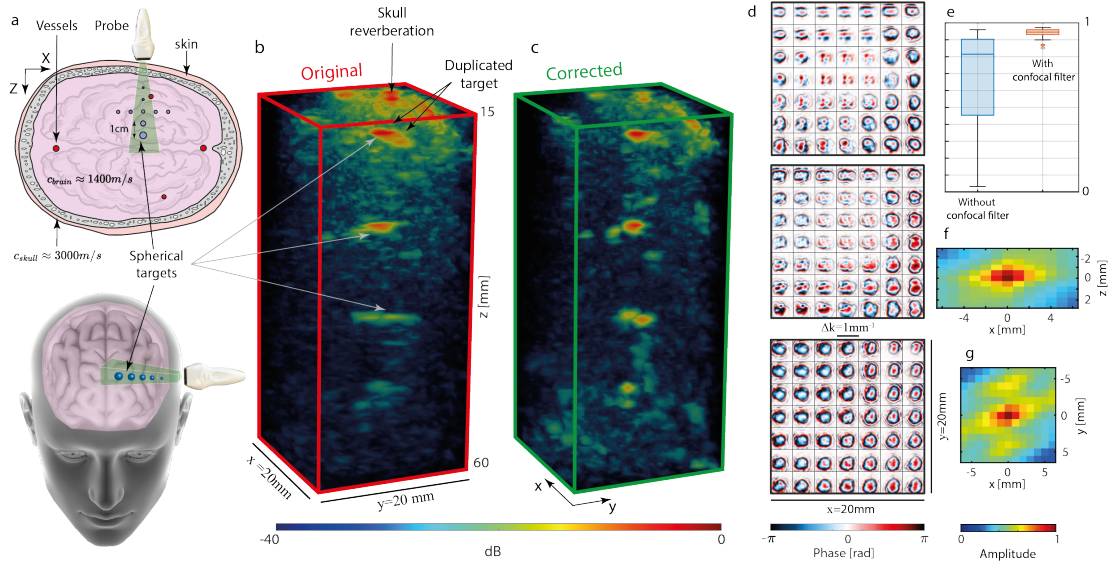 a
Vessels
Probe
skin
X
Z
1cm
c_brain ≈ 1400m/s
c_skull ≈ 3000m/s
Spherical
targets
b
Skull
reverberation
Original
Duplicated
target
c
Corrected
15
z [mm]
60
x =20mm
y=20 mm
x
y
-40
0
dB
d
Δk=1mm⁻¹
y=20mm
x=20mm
-π
0
π
Phase [rad]
e
1
With
confocal filter
0
Without
confocal filter
f
-2
0
2
z [mm]
-4
0
4
x [mm]
g
-5
0
5
y [mm]
-5
0
5
x [mm]
0
1
Amplitude